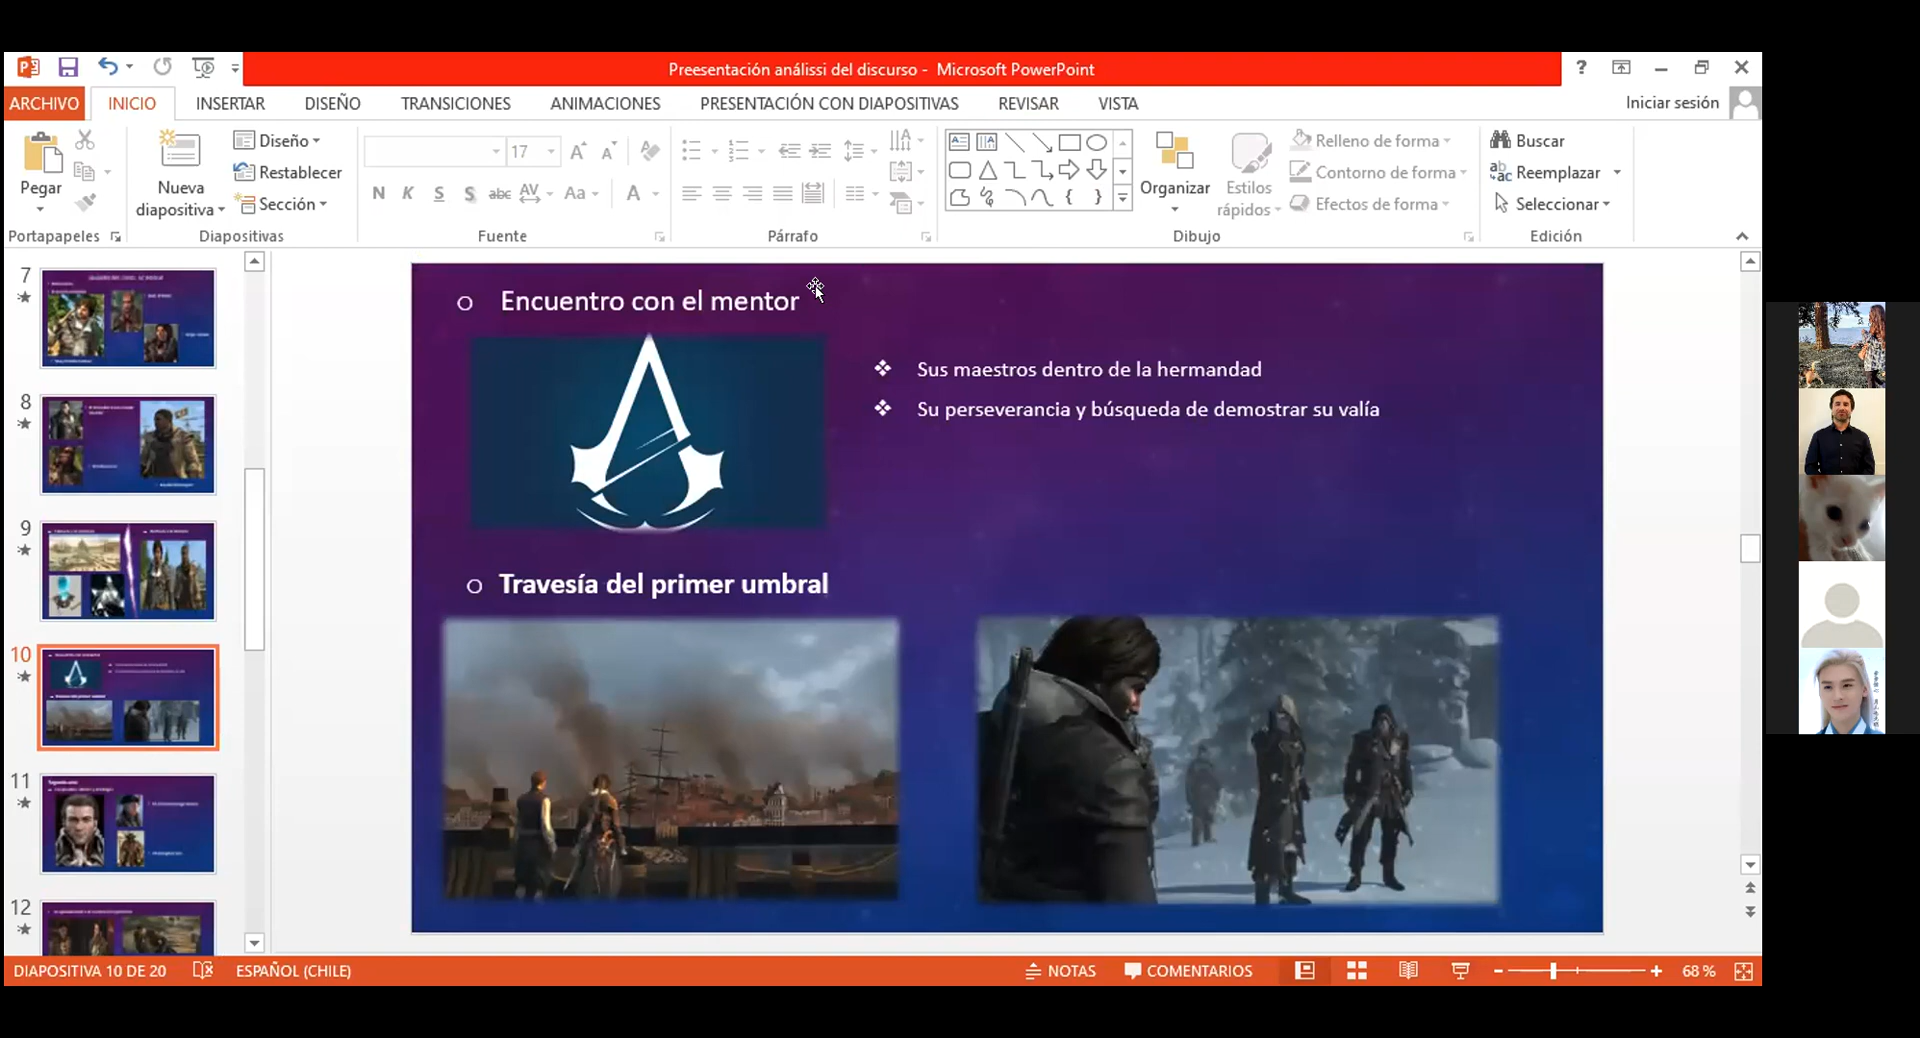 Preesentación análissi del discurso - Microsoft PowerPoint
?
ARCHIVO
INICIO
INSERTAR
DISEÑO
TRANSICIONES
ANIMACIONES
PRESENTACIÓN CON DIAPOSITIVAS
REVISAR
VISTA
Iniciar sesión
Pegar
Portapapeles
Nueva
diapositiva
Diseño
Restablecer
Sección
Diapositivas
17
N K S S abc AV Aa A
Fuente
Párrafo
Organizar
Estilos
rápidos
Relleno de forma
Contorno de forma
Efectos de forma
Dibujo
Buscar
Reemplazar
Seleccionar
Edición
7
8
9
10
11
12
Encuentro con el mentor
Sus maestros dentro de la hermandad
Su perseverancia y búsqueda de demostrar su valía
Travesía del primer umbral
DIAPOSITIVA 10 DE 20
ESPAÑOL (CHILE)
NOTAS
COMENTARIOS
68 %